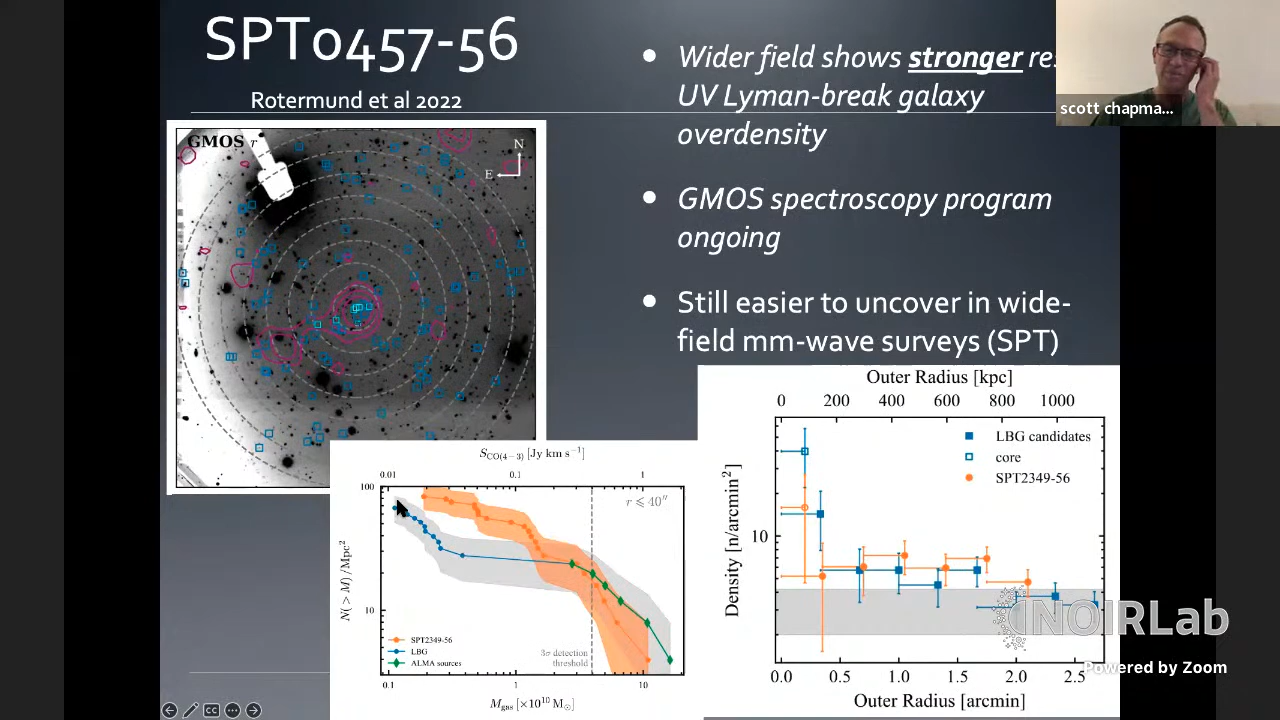 SPT0457-56
Rotermund et al 2022
Wider field shows stronger
UV Lyman-break galaxy
overdensity
GMOS spectroscopy program
ongoing
Still easier to uncover in wide-
field mm-wave surveys (SPT)
scott chapma...
GMOS r
N
E
S_CO(4−3) [Jy km s⁻¹]
0.01 0.1 1
r ⩽ 40″
100
10
N(> M)/Mpc²
SPT2349-56
LBG
ALMA sources
3σ detection
threshold
0.1 1 10
M_gas [×10¹⁰ M☉]
Outer Radius [kpc]
0 200 400 600 800 1000
LBG candidates
core
SPT2349-56
Density [n/arcmin²]
10
0.0 0.5 1.0 1.5 2.0 2.5
Outer Radius [arcmin]
NOIRLab
Powered by Zoom
CC